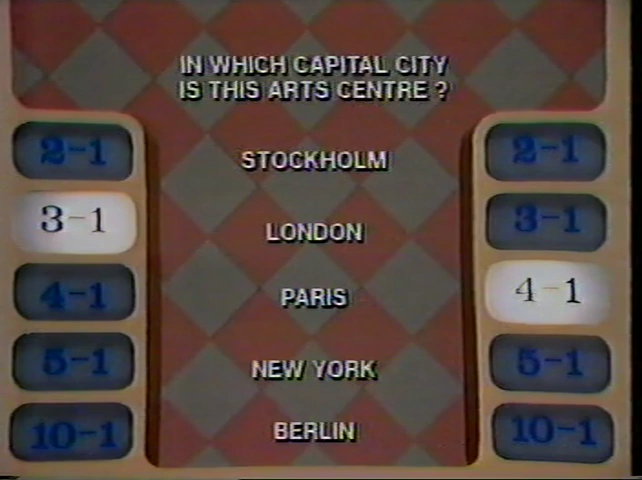 IN WHICH CAPITAL CITY
IS THIS ARTS CENTRE ?
2-1 STOCKHOLM 2-1
3-1 LONDON 3-1
4-1 PARIS 4-1
5-1 NEW YORK 5-1
10-1 BERLIN 10-1